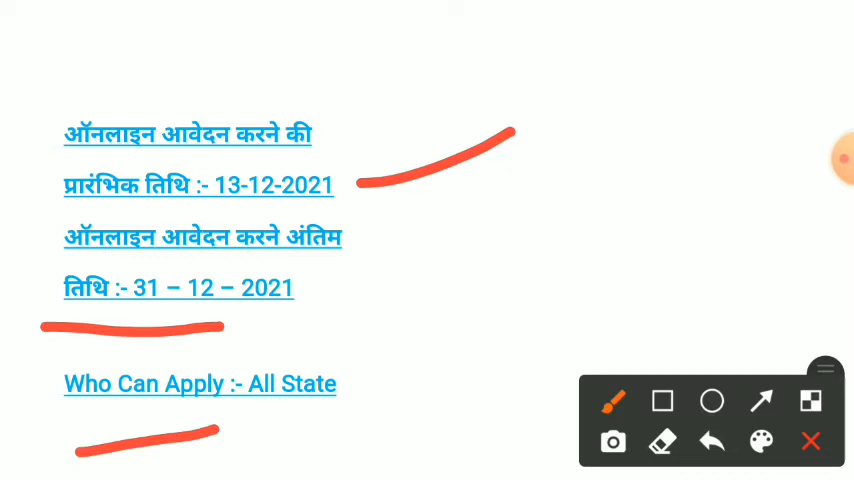 ऑनलाइन आवेदन करने की
प्रारंभिक तिथि :- 13-12-2021
ऑनलाइन आवेदन करने अंतिम
तिथि :- 31 – 12 – 2021
Who Can Apply :- All State